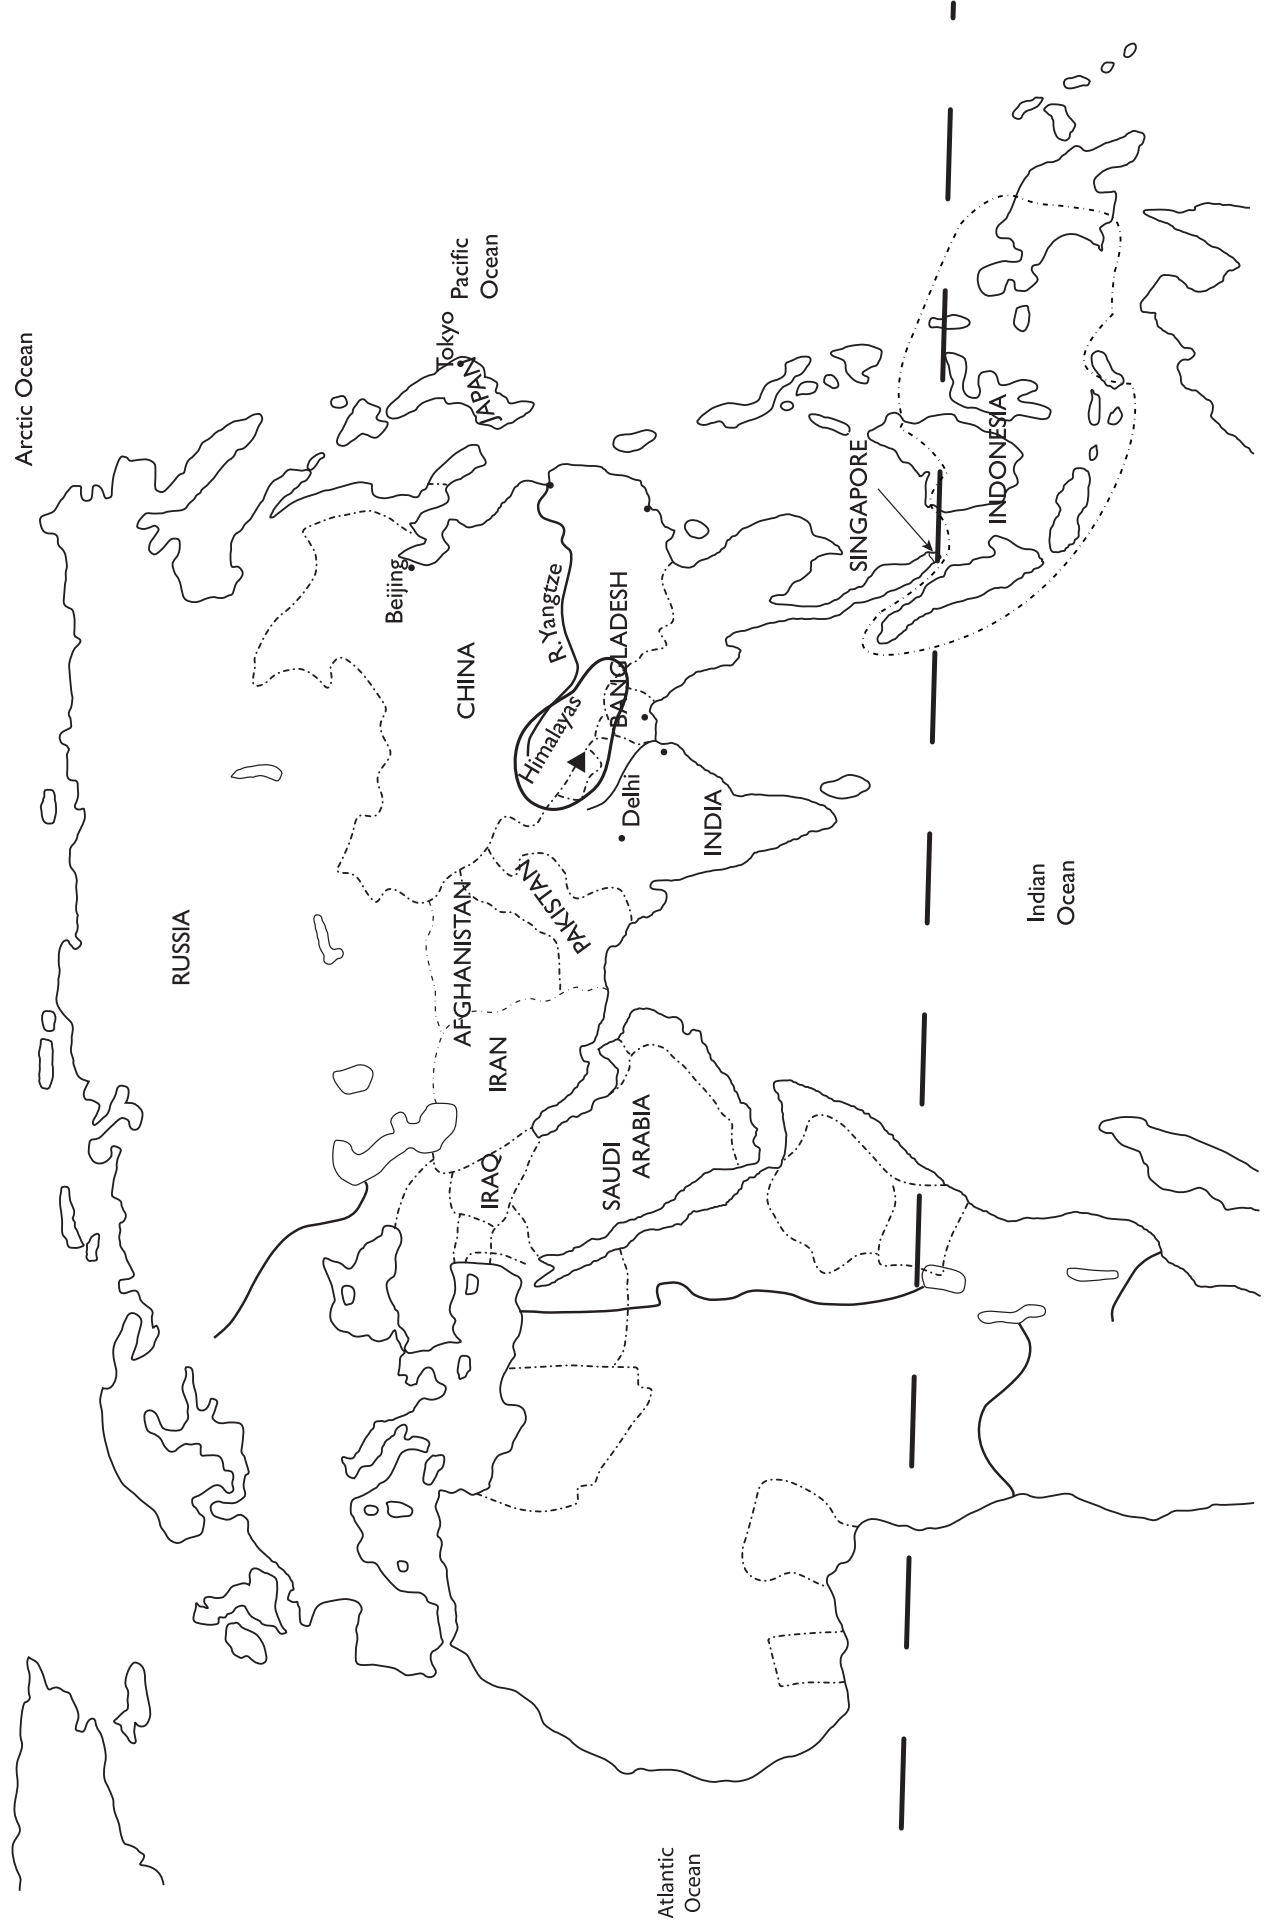 Arctic Ocean
RUSSIA
Pacific
Ocean
Tokyo
JAPAN
Beijing
CHINA
R. Yangtze
Himalayas
BANGLADESH
AFGHANISTAN
IRAN
IRAQ
PAKISTAN
Delhi
INDIA
SAUDI
ARABIA
SINGAPORE
INDONESIA
Indian
Ocean
Atlantic
Ocean